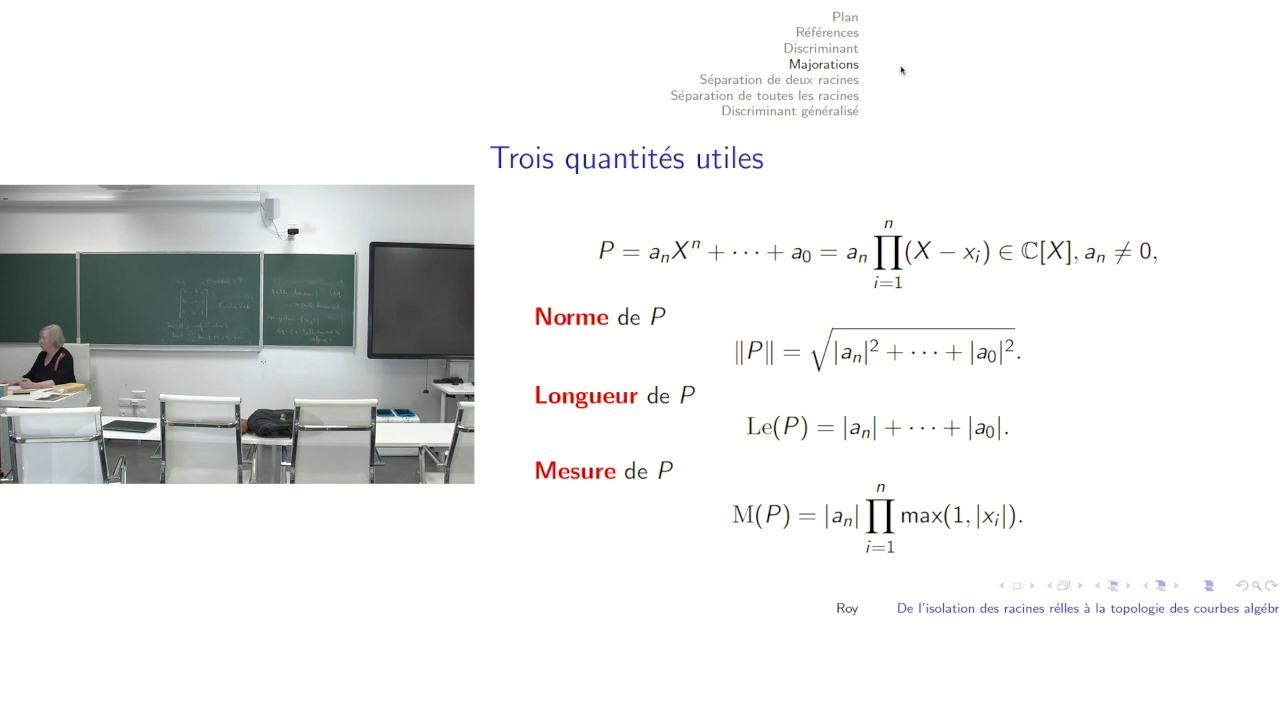 Plan
Références
Discriminant
Majorations
Séparation de deux racines
Séparation de toutes les racines
Discriminant généralisé
Trois quantités utiles
P = a_n X^n + · · · + a_0 = a_n ∏_{i=1}^{n} (X − x_i) ∈ ℂ[X], a_n ≠ 0,
Norme de P
‖P‖ = √(|a_n|² + · · · + |a_0|²).
Longueur de P
Le(P) = |a_n| + · · · + |a_0|.
Mesure de P
M(P) = |a_n| ∏_{i=1}^{n} max(1, |x_i|).
Roy De l'isolation des racines rélles à la topologie des courbes algébr